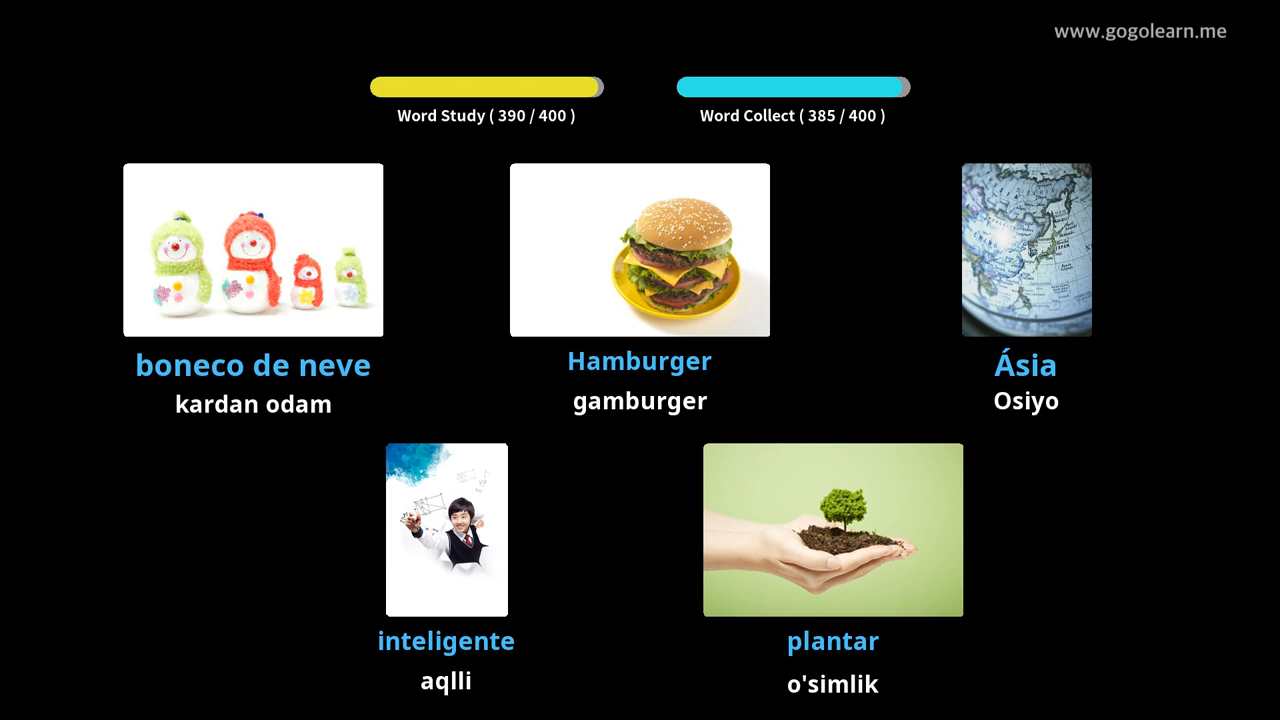 www.gogolearn.me
Word Study ( 390 / 400 )
Word Collect ( 385 / 400 )
boneco de neve
kardan odam
Hamburger
gamburger
Ásia
Osiyo
inteligente
aqlli
plantar
o'simlik